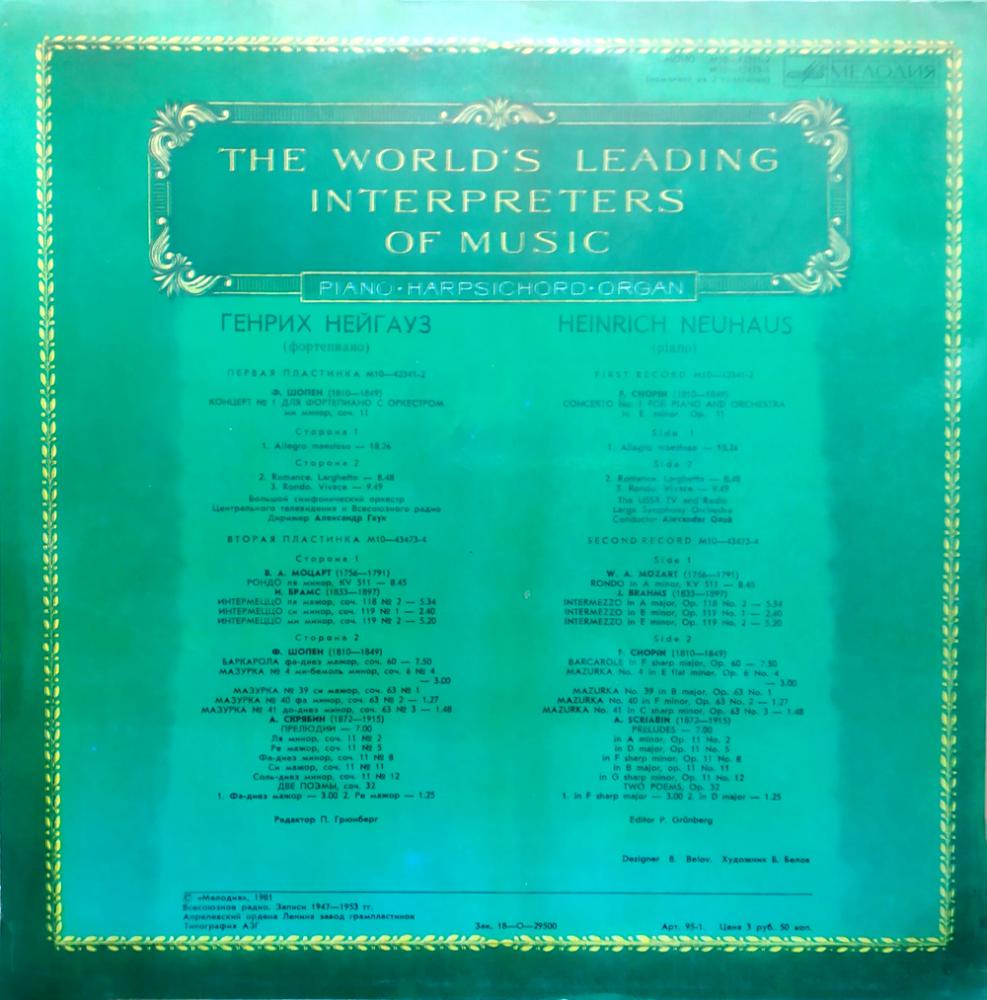 МЕЛОДИЯ
THE WORLD'S LEADING
INTERPRETERS
OF MUSIC
PIANO·HARPSICHORD·ORGAN
ГЕНРИХ НЕЙГАУЗ
(фортепиано)
ПЕРВАЯ ПЛАСТИНКА М10—42341-2
Ф. ШОПЕН (1810—1849)
КОНЦЕРТ № 1 ДЛЯ ФОРТЕПИАНО С ОРКЕСТРОМ
ми минор, соч. 11
Сторона 1
1. Allegro maestoso — 18.26
Сторона 2
2. Romance. Larghetto — 8.48
3. Rondo. Vivace — 9.49
Большой симфонический оркестр
Центрального телевидения и Всесоюзного радио
Дирижер Александр Гаук
ВТОРАЯ ПЛАСТИНКА М10—43473-4
Сторона 1
В. А. МОЦАРТ (1756—1791)
РОНДО ля минор, KV 511 — 8.45
И. БРАМС (1833—1897)
ИНТЕРМЕЦЦО ля мажор, соч. 118 № 2 — 5.34
ИНТЕРМЕЦЦО си минор, соч. 119 № 1 — 2.40
ИНТЕРМЕЦЦО ми минор, соч. 119 № 2 — 5.20
Сторона 2
Ф. ШОПЕН (1810—1849)
БАРКАРОЛА фа-диез мажор, соч. 60 — 7.50
МАЗУРКА № 4 ми-бемоль минор, соч. 6 № 4
— 3.00
МАЗУРКА № 39 си мажор, соч. 63 № 1
МАЗУРКА № 40 фа минор, соч. 63 № 2 — 1.27
МАЗУРКА № 41 до-диез минор, соч. 63 № 3 — 1.48
А. СКРЯБИН (1872—1915)
ПРЕЛЮДИИ — 7.00
Ля минор, соч. 11 № 2
Ре мажор, соч. 11 № 5
Фа-диез минор, соч. 11 № 8
Си мажор, соч. 11 № 11
Соль-диез минор, соч. 11 № 12
ДВЕ ПОЭМЫ, соч. 32
1. Фа-диез мажор — 3.00 2. Ре мажор — 1.25
Редактор П. Грюнберг
HEINRICH NEUHAUS
(piano)
FIRST RECORD M10—42341-2
F. CHOPIN (1810—1849)
CONCERTO No. 1 FOR PIANO AND ORCHESTRA
in E minor, Op. 11
Side 1
1. Allegro maestoso — 18.26
Side 2
2. Romance. Larghetto — 8.48
3. Rondo. Vivace — 9.49
The USSR TV and Radio
Large Symphony Orchestra
Conductor Alexander Gauk
SECOND RECORD M10—43473-4
Side 1
W. A. MOZART (1756—1791)
RONDO in A minor, KV 511 — 8.45
J. BRAHMS (1833—1897)
INTERMEZZO in A major, Op. 118 No. 2 — 5.34
INTERMEZZO in B minor, Op. 119 No. 1 — 2.40
INTERMEZZO in E minor, Op. 119 No. 2 — 5.20
Side 2
F. CHOPIN (1810—1849)
BARCAROLE in F sharp major, Op. 60 — 7.50
MAZURKA No. 4 in E flat minor, Op. 6 No. 4
— 3.00
MAZURKA No. 39 in B major, Op. 63 No. 1
MAZURKA No. 40 in F minor, Op. 63 No. 2 — 1.27
MAZURKA No. 41 in C sharp minor, Op. 63 No. 3 — 1.48
A. SCRIABIN (1872—1915)
PRELUDES — 7.00
in A minor, Op. 11 No. 2
in D major, Op. 11 No. 5
in F sharp minor, Op. 11 No. 8
in B major, op. 11 No. 11
in G sharp minor, Op. 11 No. 12
TWO POEMS, Op. 32
1. in F sharp major — 3.00 2. in D major — 1.25
Editor P. Grünberg
Designer B. Belov. Художник Б. Белов
© «Мелодия», 1981
Всесоюзное радио. Записи 1947—1953 гг.
Апрелевский ордена Ленина завод грампластинок
Типография АЗГ
Зак. 18—О—29500
Арт. 95-1. Цена 3 руб. 50 коп.